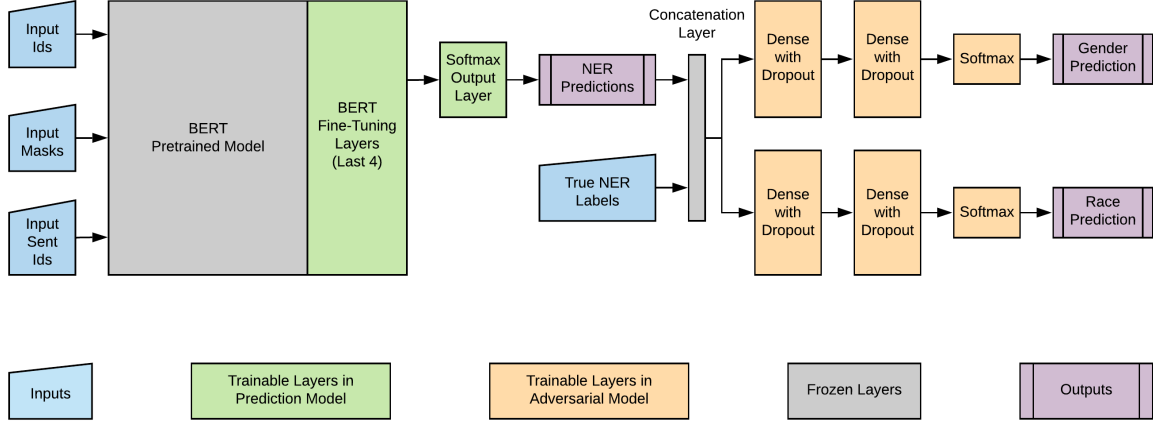 Input
Ids
Input
Masks
Input
Sent
Ids
BERT
Pretrained Model
BERT
Fine-Tuning
Layers
(Last 4)
Softmax
Output
Layer
NER
Predictions
True NER
Labels
Concatenation
Layer
Dense
with
Dropout
Dense
with
Dropout
Softmax
Gender
Prediction
Dense
with
Dropout
Dense
with
Dropout
Softmax
Race
Prediction
Inputs
Trainable Layers in
Prediction Model
Trainable Layers in
Adversarial Model
Frozen Layers
Outputs